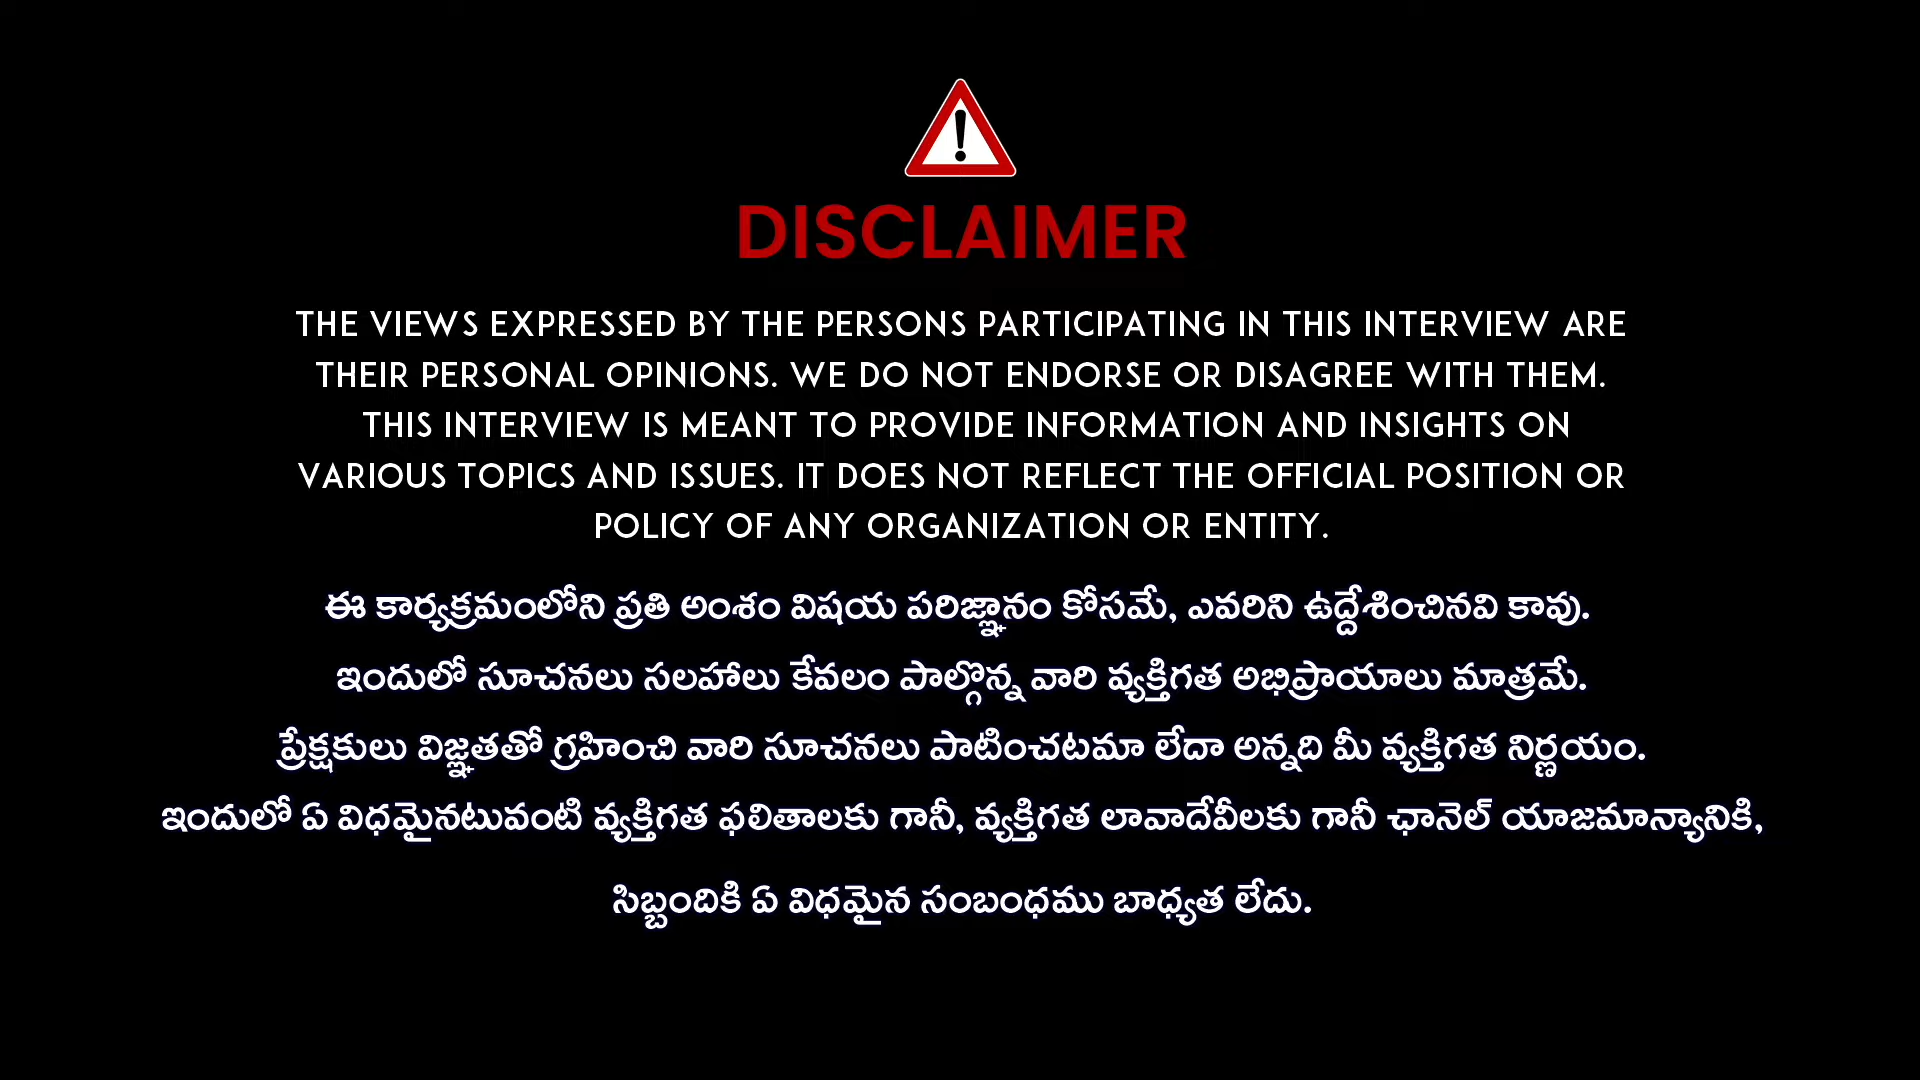 DISCLAIMER
THE VIEWS EXPRESSED BY THE PERSONS PARTICIPATING IN THIS INTERVIEW ARE
THEIR PERSONAL OPINIONS. WE DO NOT ENDORSE OR DISAGREE WITH THEM.
THIS INTERVIEW IS MEANT TO PROVIDE INFORMATION AND INSIGHTS ON
VARIOUS TOPICS AND ISSUES. IT DOES NOT REFLECT THE OFFICIAL POSITION OR
POLICY OF ANY ORGANIZATION OR ENTITY.
ఈ కార్యక్రమంలోని ప్రతి అంశం విషయ పరిజ్ఞానం కోసమే, ఎవరిని ఉద్దేశించినవి కావు.
ఇందులో సూచనలు సలహాలు కేవలం పాల్గొన్న వారి వ్యక్తిగత అభిప్రాయాలు మాత్రమే.
ప్రేక్షకులు విజ్ఞతతో గ్రహించి వారి సూచనలు పాటించటమా లేదా అన్నది మీ వ్యక్తిగత నిర్ణయం.
ఇందులో ఏ విధమైనటువంటి వ్యక్తిగత ఫలితాలకు గానీ, వ్యక్తిగత లావాదేవీలకు గానీ ఛానెల్ యాజమాన్యానికి,
సిబ్బందికి ఏ విధమైన సంబంధము బాధ్యత లేదు.